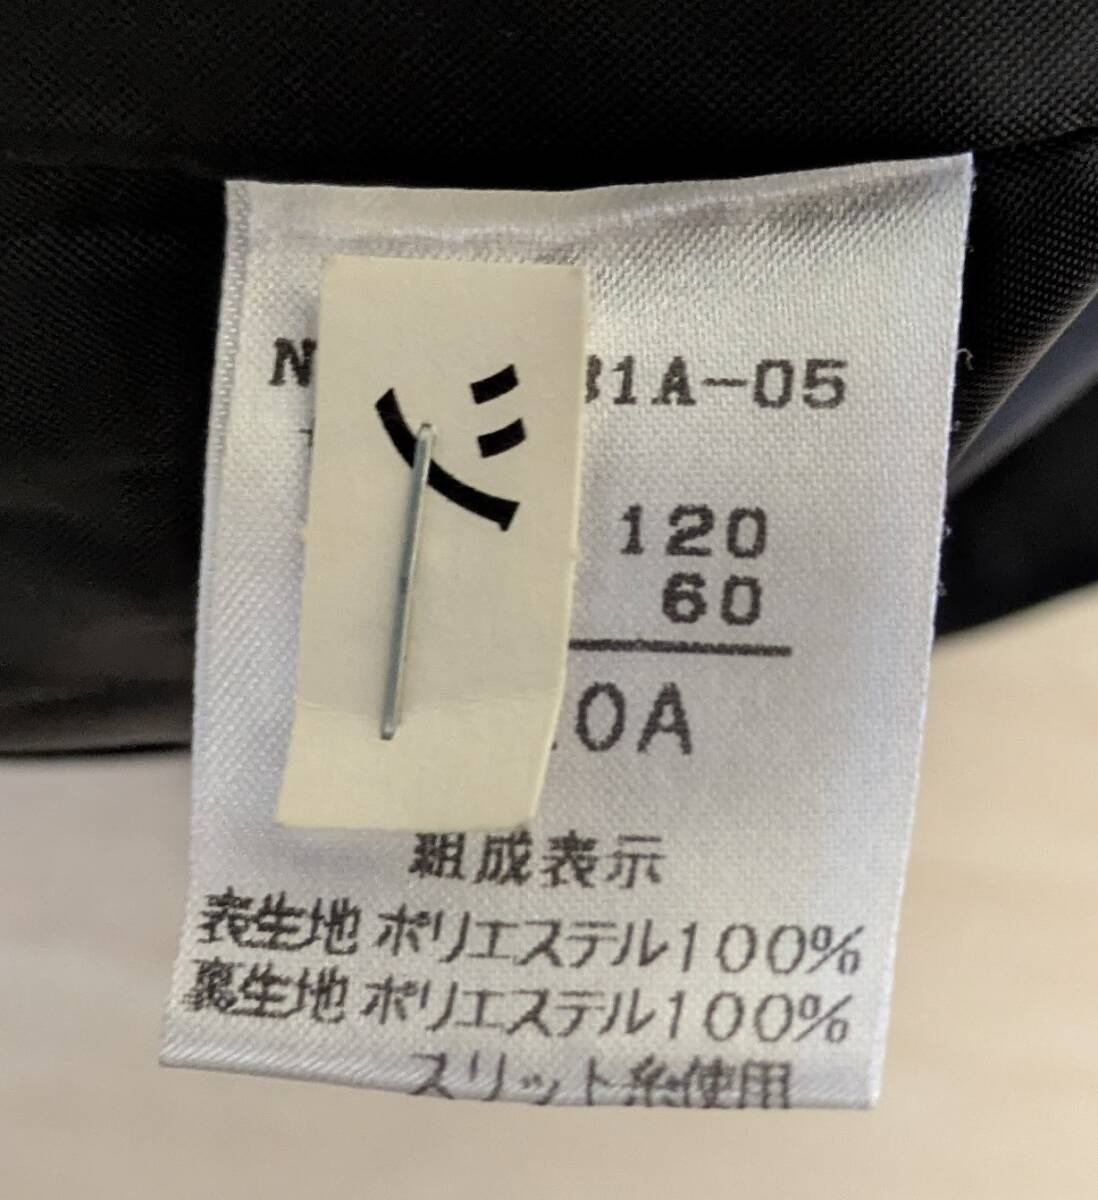 N
31A-05
120
60
0A
組成表示
表生地 ポリエステル100%
裏生地 ポリエステル100%
スリット糸使用